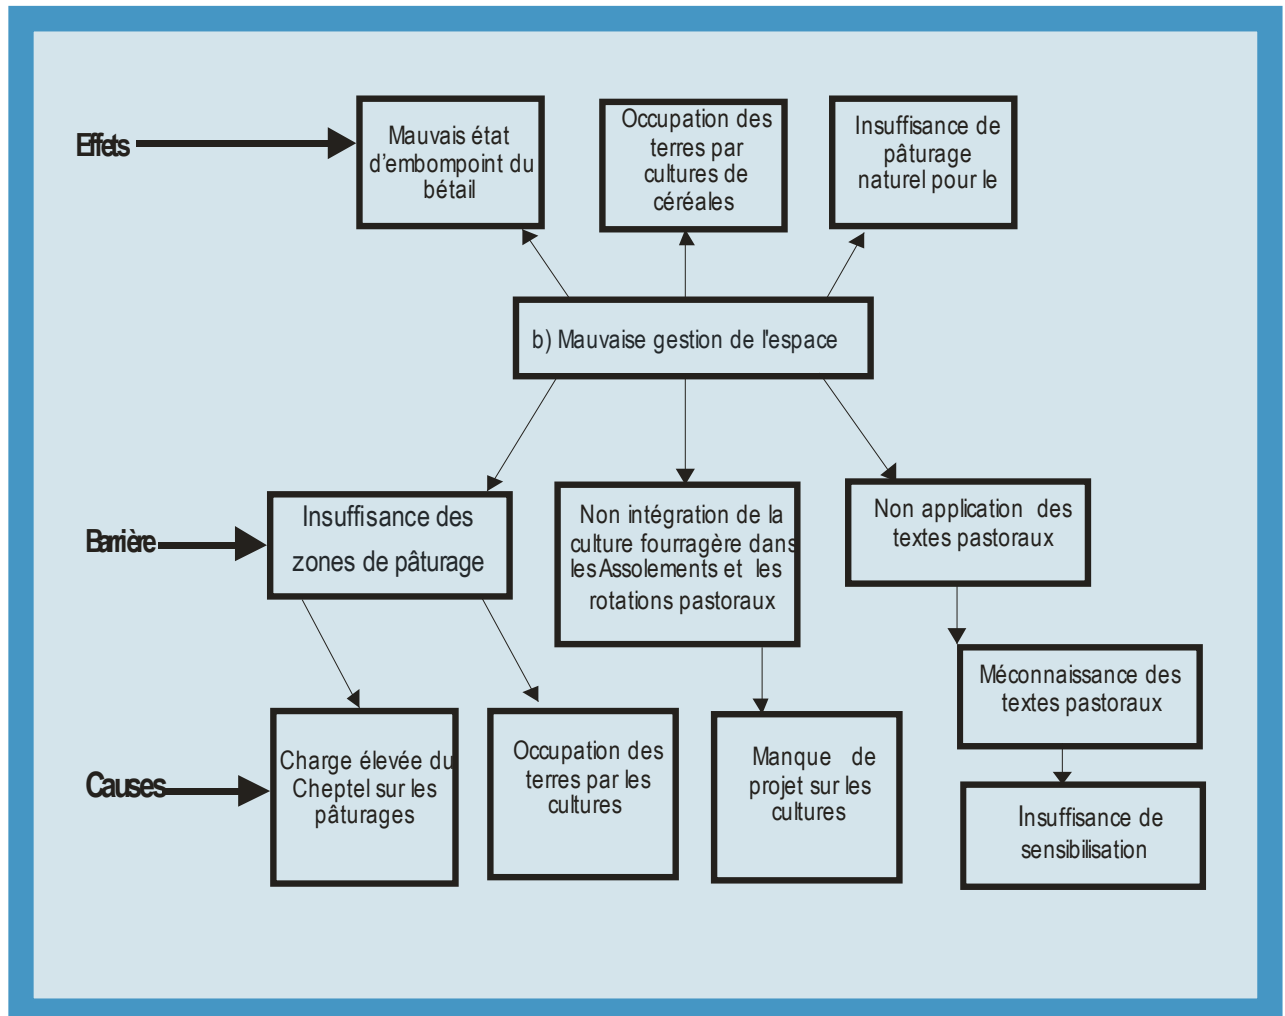 Effets
Mauvais état
d'embompoint du
bétail
Occupation des
terres par
cultures de
céréales
Insuffisance de
pâturage
naturel pour le
b) Mauvaise gestion de l'espace
Barrière
Insuffisance des
zones de pâturage
Non intégration de la
culture fourragère dans
les Assolements et les
rotations pastoraux
Non application des
textes pastoraux
Méconnaissance des
textes pastoraux
Causes
Charge élevée du
Cheptel sur les
pâturages
Occupation des
terres par les
cultures
Manque de
projet sur les
cultures
Insuffisance de
sensibilisation